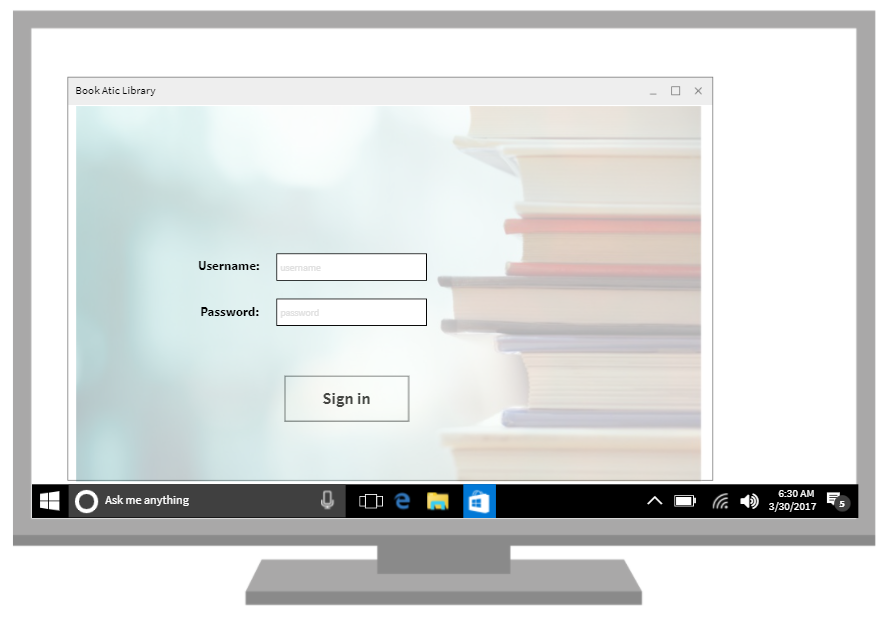 Book Atic Library
Username: username
Password: password
Sign in
Ask me anything
6:30 AM
3/30/2017
5